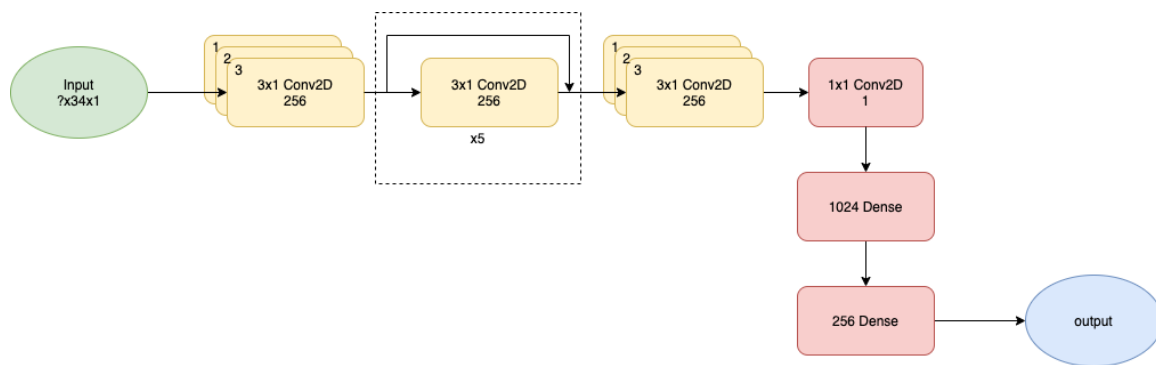 Input
?x34x1
1
2
3
3x1 Conv2D
256
3x1 Conv2D
256
x5
1
2
3
3x1 Conv2D
256
1x1 Conv2D
1
1024 Dense
256 Dense
output